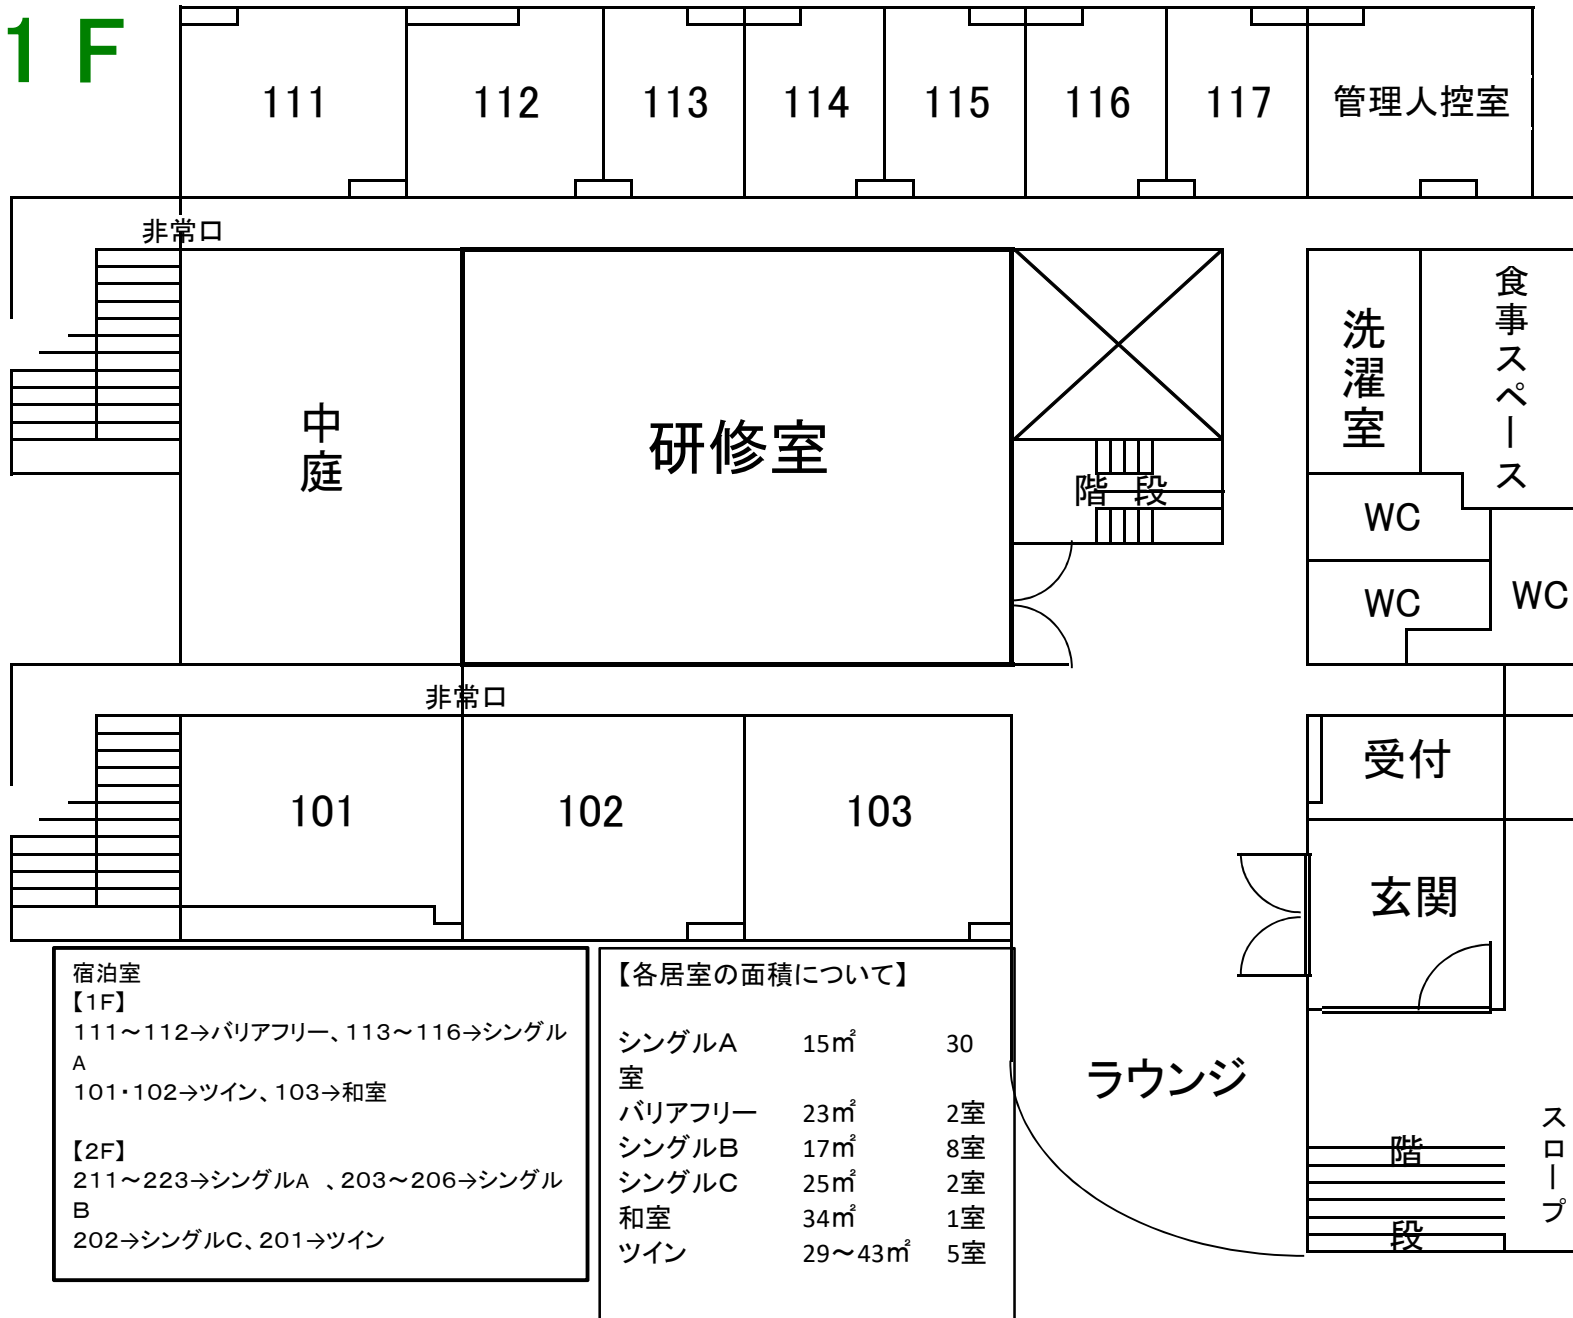 1F
111
112
113
114
115
116
117
管理人控室
非常口
中庭
研修室
階 段
洗濯室
食事スペース
WC
WC
WC
非常口
101
102
103
受付
玄関
ラウンジ
階段
スロープ
宿泊室
【1F】
111～112→バリアフリー、113～116→シングル
A
101・102→ツイン、103→和室
【2F】
211～223→シングルA 、203～206→シングル
B
202→シングルC、201→ツイン
【各居室の面積について】
シングルA 15㎡ 30
室
バリアフリー 23㎡ 2室
シングルB 17㎡ 8室
シングルC 25㎡ 2室
和室 34㎡ 1室
ツイン 29～43㎡ 5室